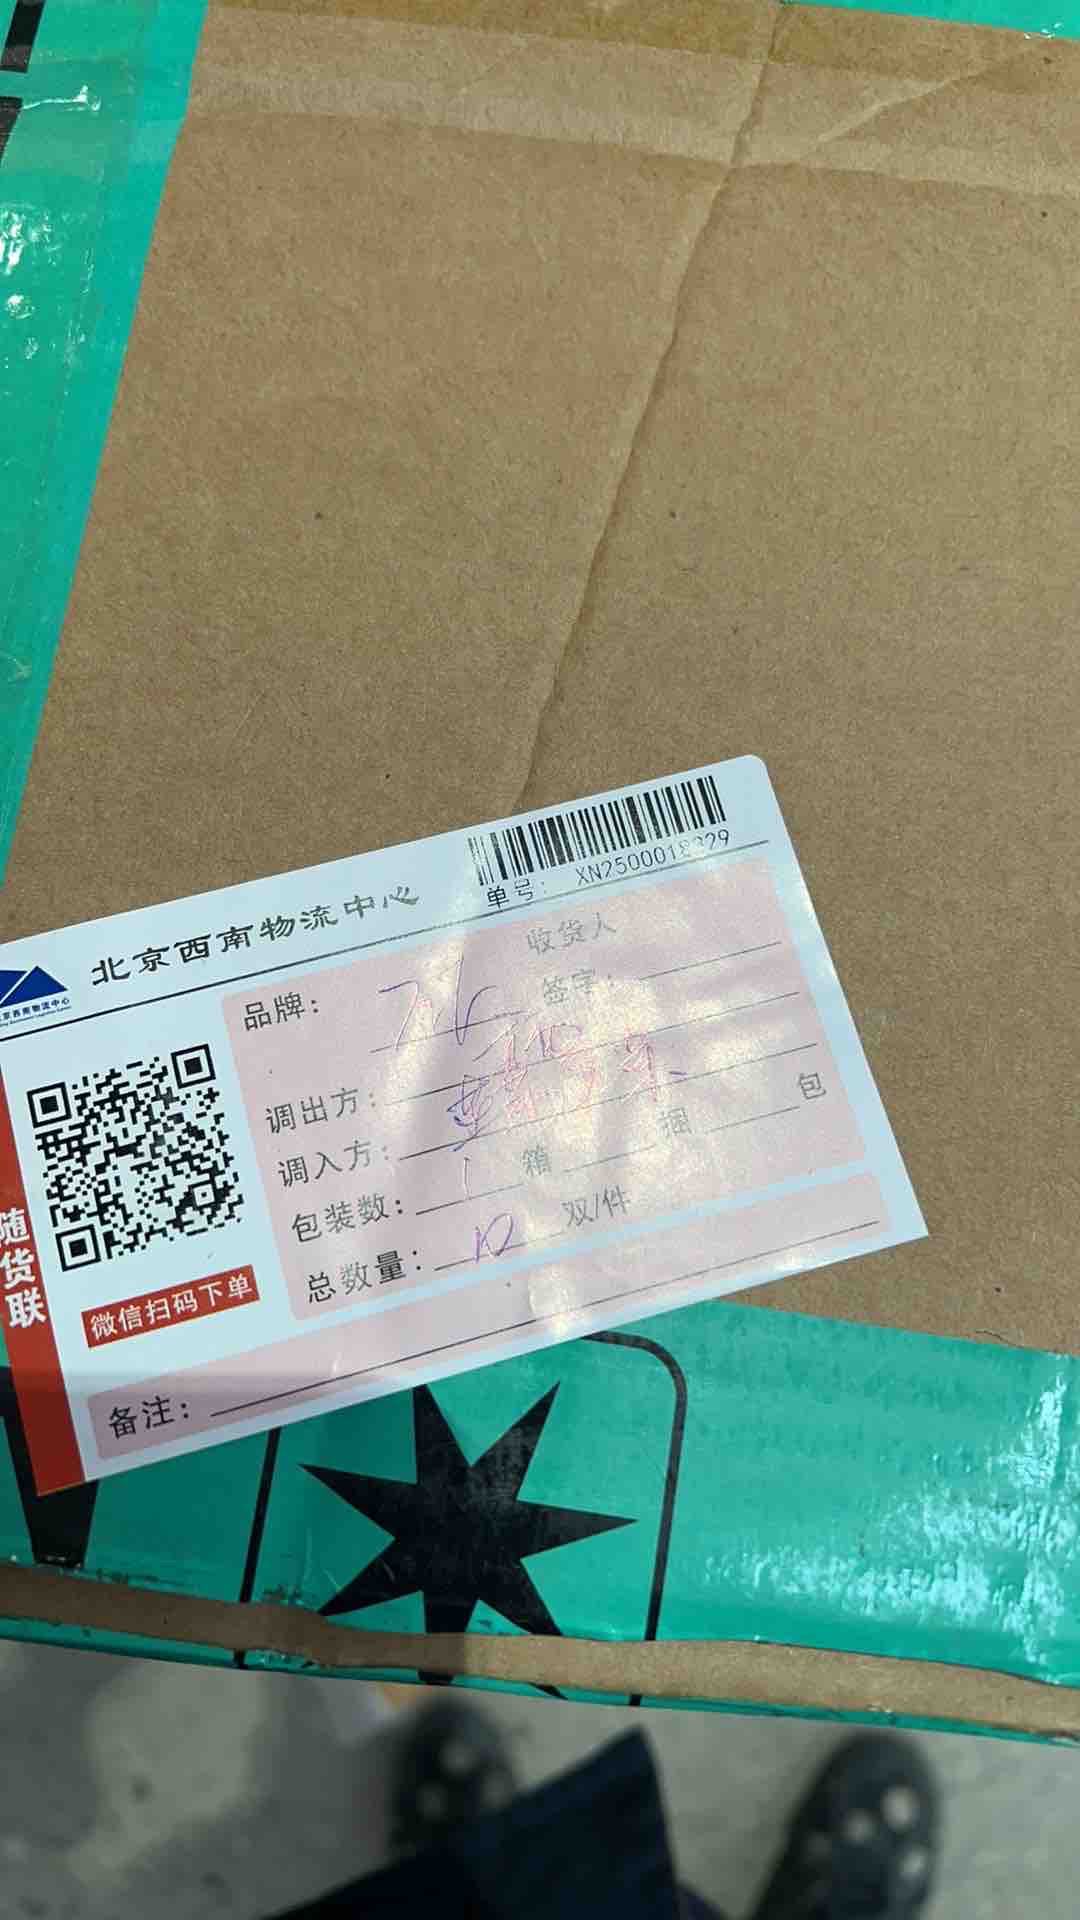 北京西南物流中心
单号:
品牌:
收货人
签字:
调出方:
调入方:
包装数: 1 箱 捆 包
总数量: 10 双/件
备注:
微信扫码下单
随货联